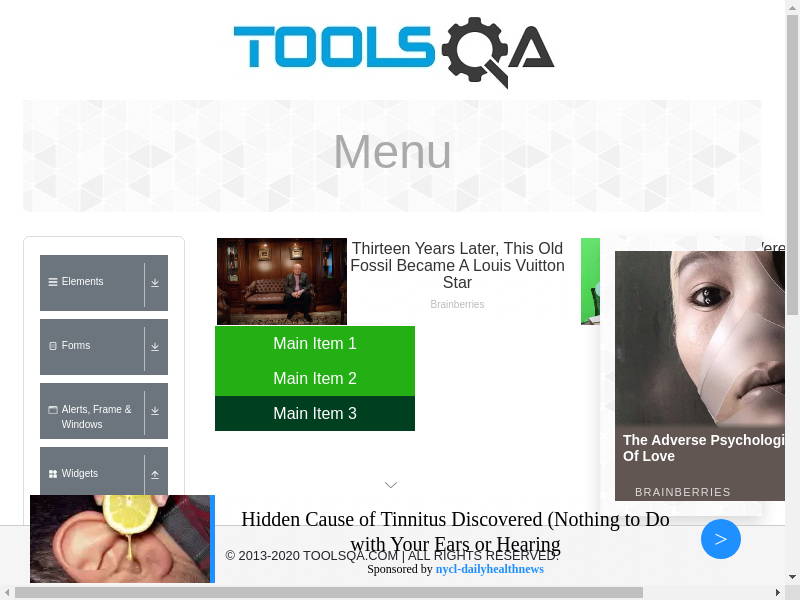 TOOLSQA
Menu
Elements
Forms
Alerts, Frame &
Windows
Widgets
Thirteen Years Later, This Old
Fossil Became A Louis Vuitton
Star
Brainberries
Main Item 1
Main Item 2
Main Item 3
The Adverse Psychologi
Of Love
BRAINBERRIES
Hidden Cause of Tinnitus Discovered (Nothing to Do
with Your Ears or Hearing
© 2013-2020 TOOLSQA.COM | ALL RIGHTS RESERVED.
Sponsored by nycl-dailyhealthnews
>